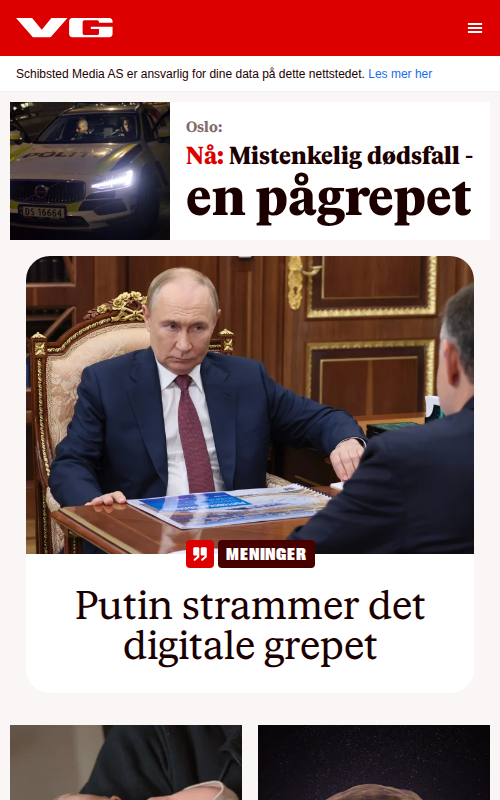 VG
Schibsted Media AS er ansvarlig for dine data på dette nettstedet. Les mer her
POLITI
DS 16664
Oslo:
Nå: Mistenkelig dødsfall -
en pågrepet
MENINGER
Putin strammer det
digitale grepet